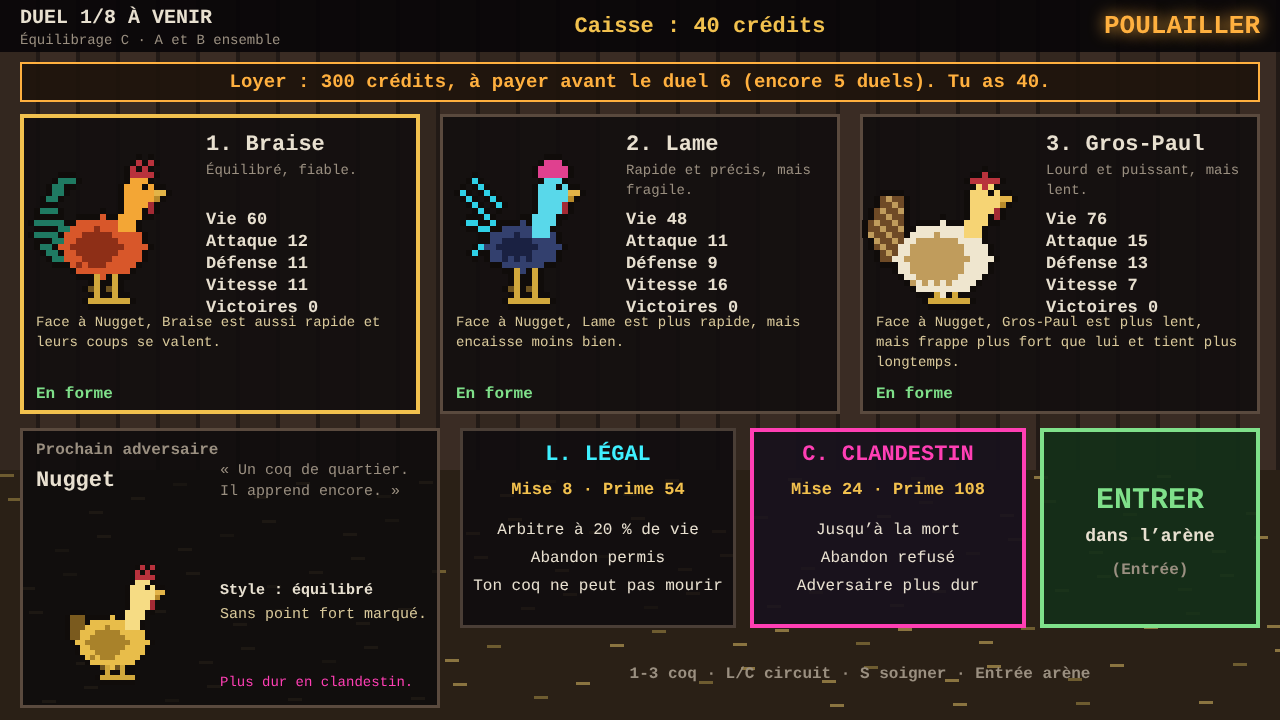 DUEL 1/8 À VENIR
Équilibrage C · A et B ensemble
Caisse : 40 crédits
POULAILLER
Loyer : 300 crédits, à payer avant le duel 6 (encore 5 duels). Tu as 40.
1. Braise
Équilibré, fiable.
Vie 60
Attaque 12
Défense 11
Vitesse 11
Victoires 0
Face à Nugget, Braise est aussi rapide et
leurs coups se valent.
En forme
2. Lame
Rapide et précis, mais
fragile.
Vie 48
Attaque 11
Défense 9
Vitesse 16
Victoires 0
Face à Nugget, Lame est plus rapide, mais
encaisse moins bien.
En forme
3. Gros-Paul
Lourd et puissant, mais
lent.
Vie 76
Attaque 15
Défense 13
Vitesse 7
Victoires 0
Face à Nugget, Gros-Paul est plus lent,
mais frappe plus fort que lui et tient plus
longtemps.
En forme
Prochain adversaire
Nugget
« Un coq de quartier.
Il apprend encore. »
Style : équilibré
Sans point fort marqué.
Plus dur en clandestin.
L. LÉGAL
Mise 8 · Prime 54
Arbitre à 20 % de vie
Abandon permis
Ton coq ne peut pas mourir
C. CLANDESTIN
Mise 24 · Prime 108
Jusqu’à la mort
Abandon refusé
Adversaire plus dur
ENTRER
dans l’arène
(Entrée)
1-3 coq · L/C circuit · S soigner · Entrée arène